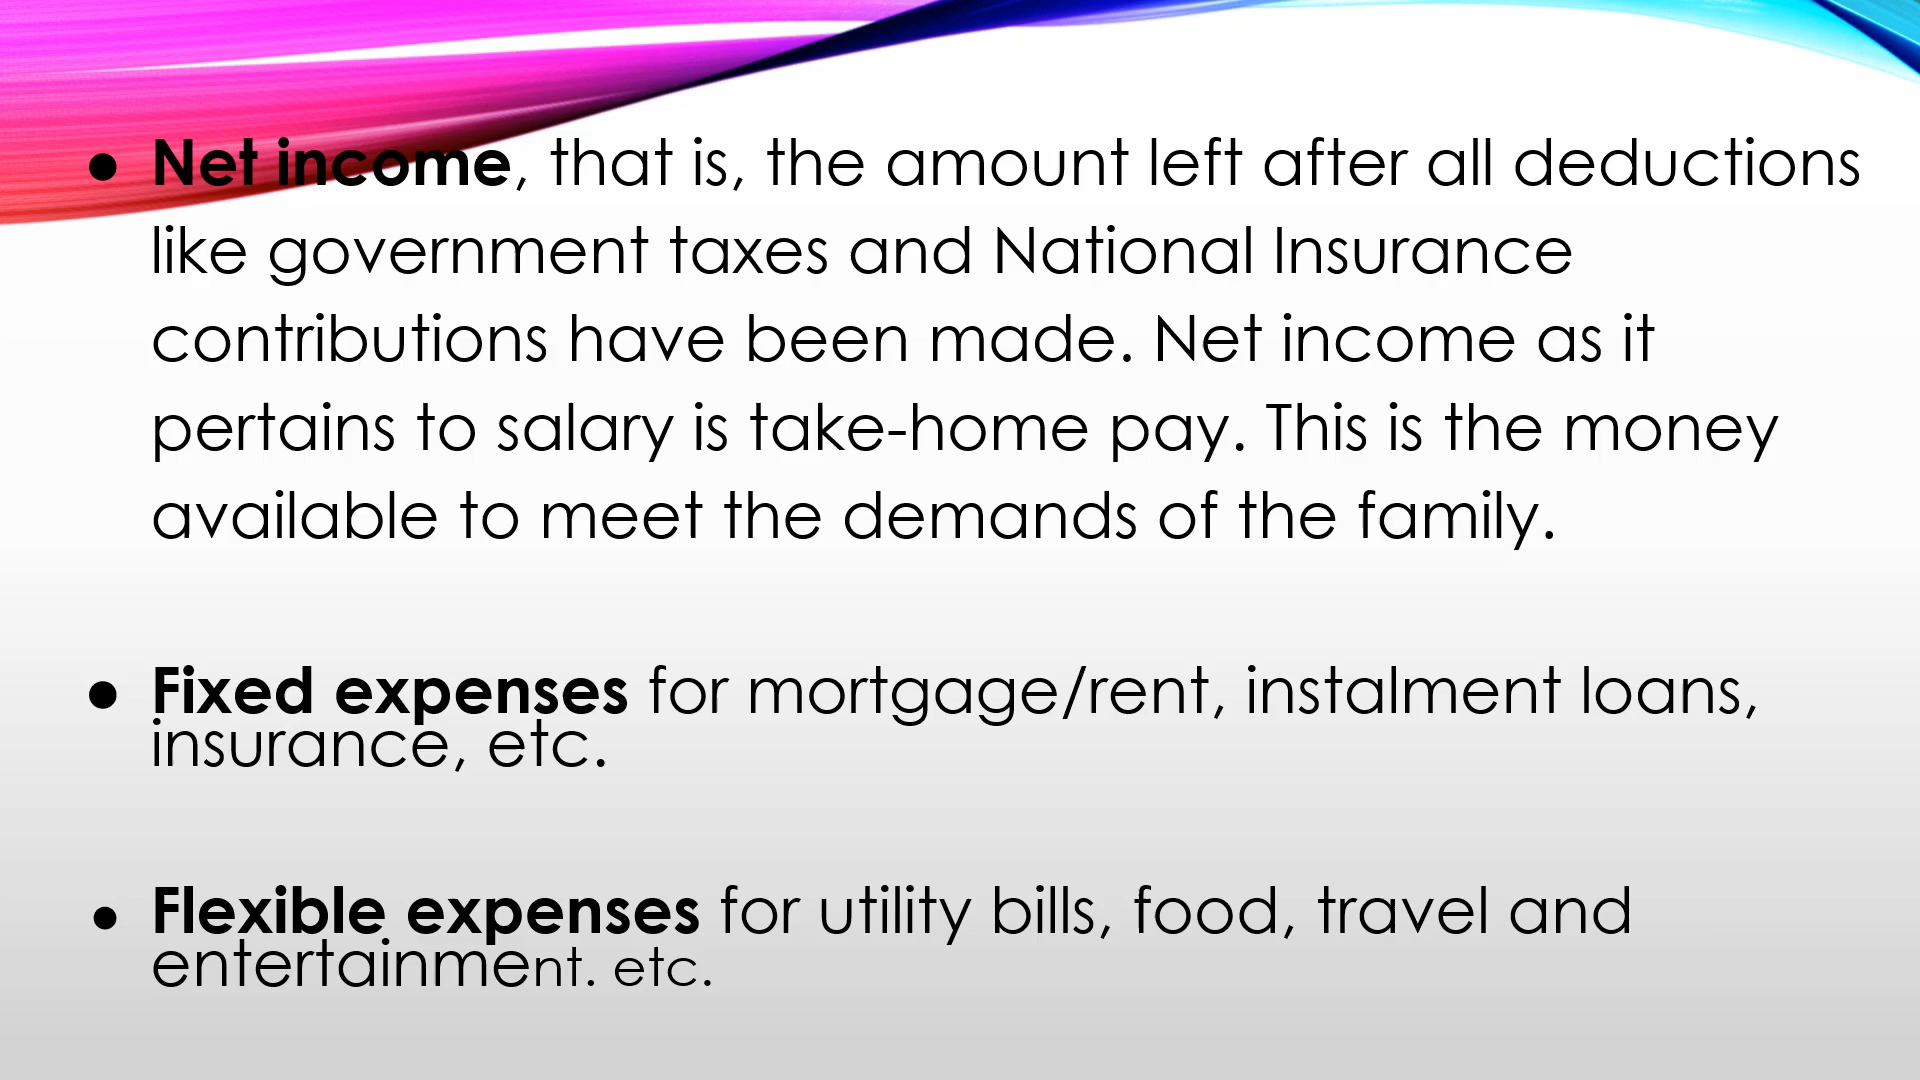 ● Net income, that is, the amount left after all deductions
like government taxes and National Insurance
contributions have been made. Net income as it
pertains to salary is take-home pay. This is the money
available to meet the demands of the family.
● Fixed expenses for mortgage/rent, instalment loans,
insurance, etc.
● Flexible expenses for utility bills, food, travel and
entertainment. etc.